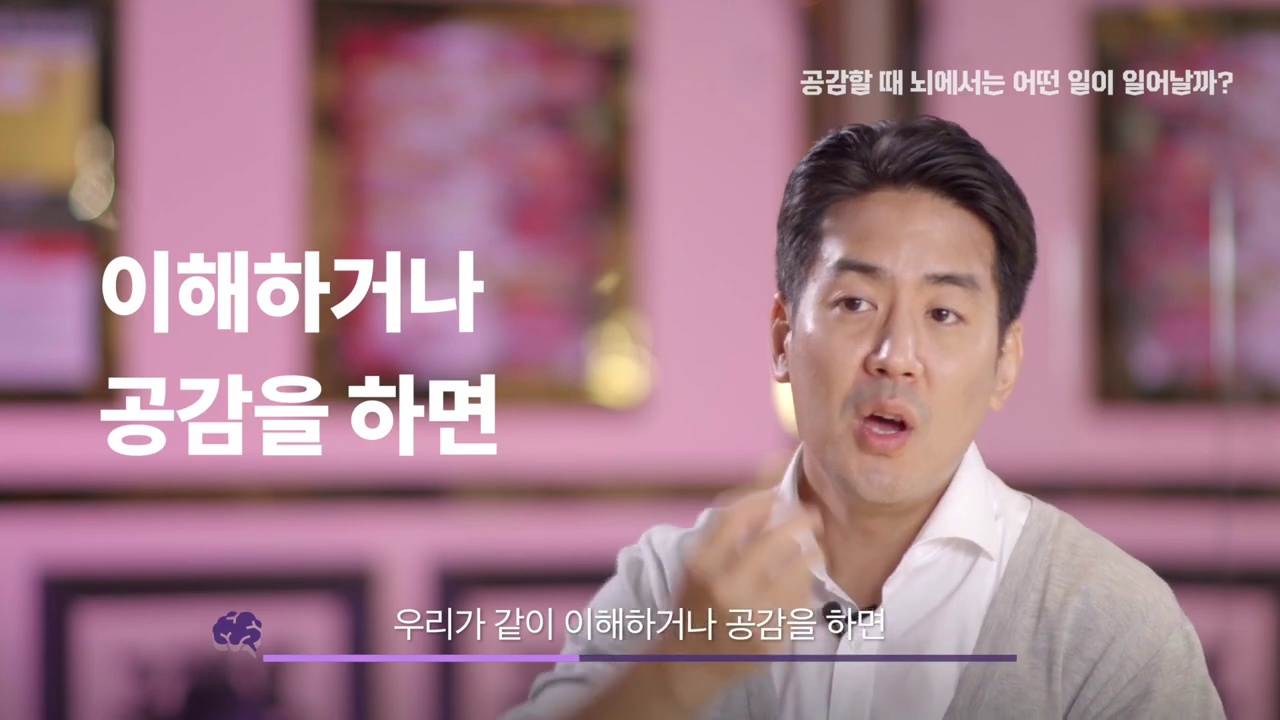 공감할 때 뇌에서는 어떤 일이 일어날까?
이해하거나
공감을 하면
우리가 같이 이해하거나 공감을 하면